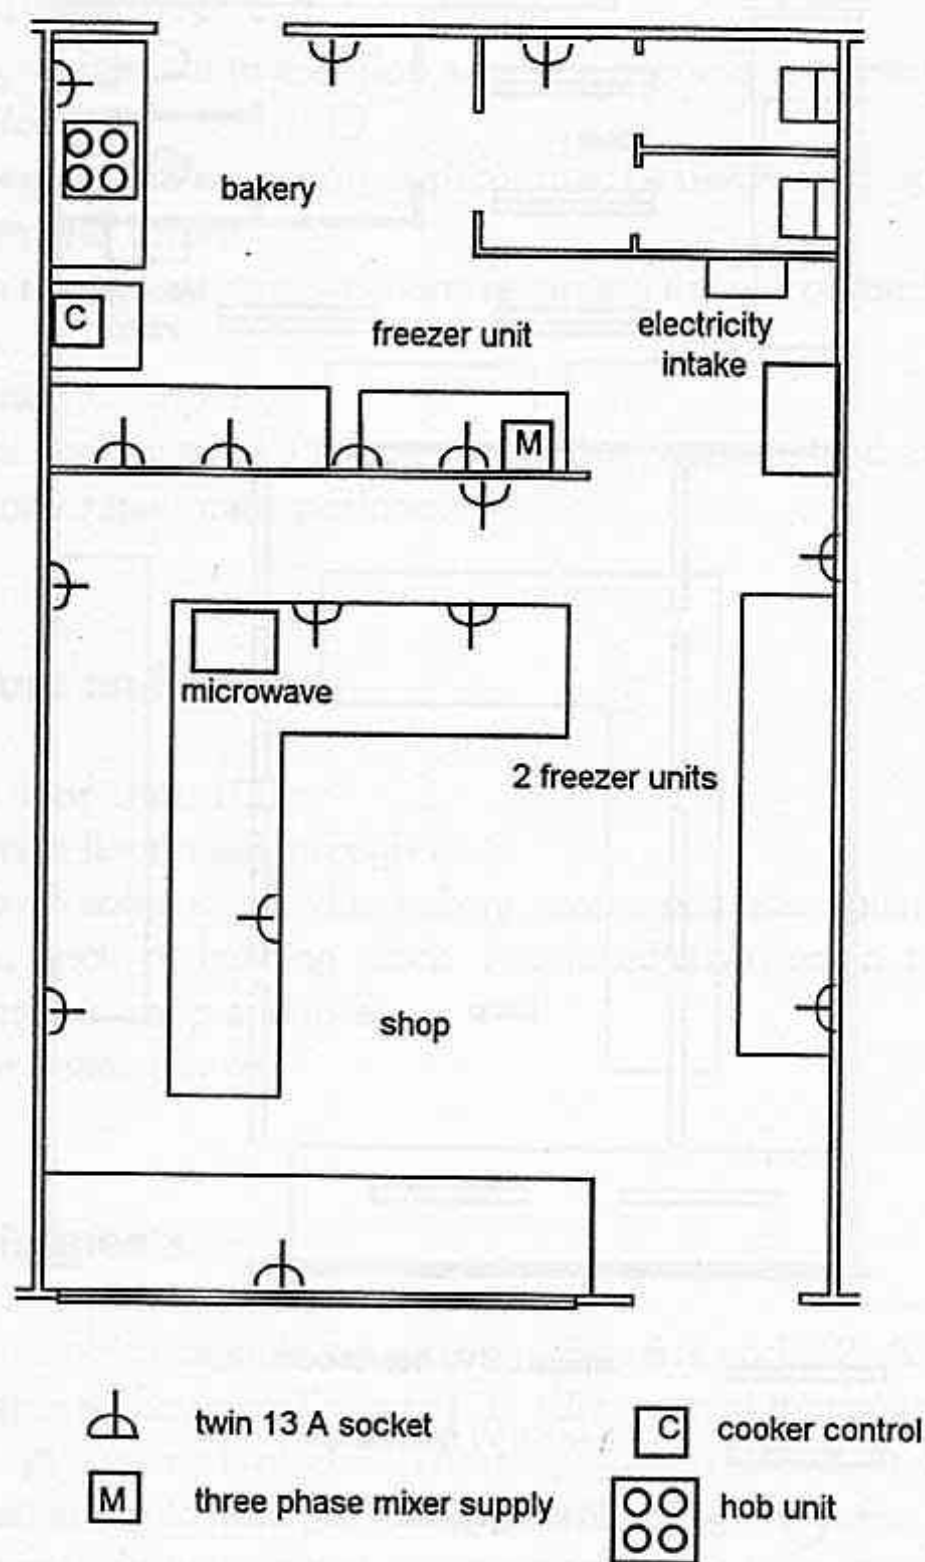 bakery
C
freezer unit
electricity
intake
M
microwave
2 freezer units
shop
twin 13 A socket
C cooker control
M three phase mixer supply
hob unit